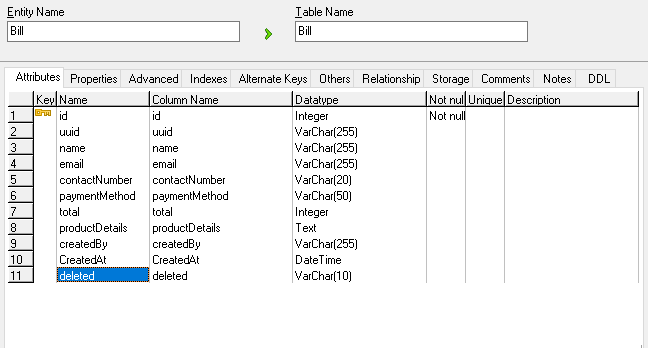 Entity Name Table Name
Bill Bill
Attributes Properties Advanced Indexes Alternate Keys Others Relationship Storage Comments Notes DDL
Key Name Column Name Datatype Not nul Unique Description
1 id id Integer Not null
2 uuid uuid VarChar(255)
3 name name VarChar(255)
4 email email VarChar(255)
5 contactNumber contactNumber VarChar(20)
6 paymentMethod paymentMethod VarChar(50)
7 total total Integer
8 productDetails productDetails Text
9 createdBy createdBy VarChar(255)
10 CreatedAt CreatedAt DateTime
11 deleted deleted VarChar(10)